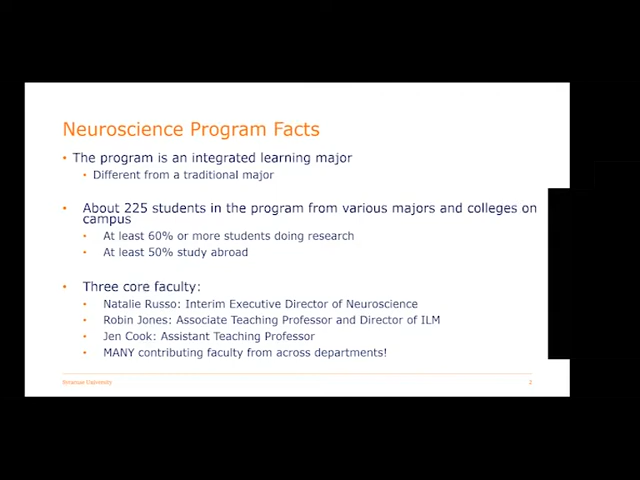 Neuroscience Program Facts
• The program is an integrated learning major
• Different from a traditional major
• About 225 students in the program from various majors and colleges on
campus
• At least 60% or more students doing research
• At least 50% study abroad
• Three core faculty:
• Natalie Russo: Interim Executive Director of Neuroscience
• Robin Jones: Associate Teaching Professor and Director of ILM
• Jen Cook: Assistant Teaching Professor
• MANY contributing faculty from across departments!
Syracuse University
2